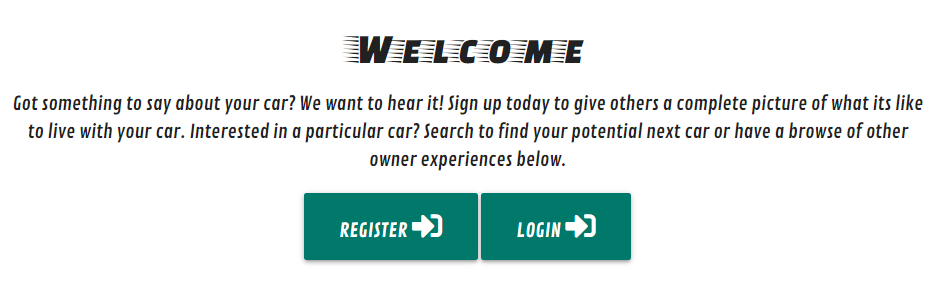 WELCOME
Got something to say about your car? We want to hear it! Sign up today to give others a complete picture of what its like
to live with your car. Interested in a particular car? Search to find your potential next car or have a browse of other
owner experiences below.
REGISTER LOGIN